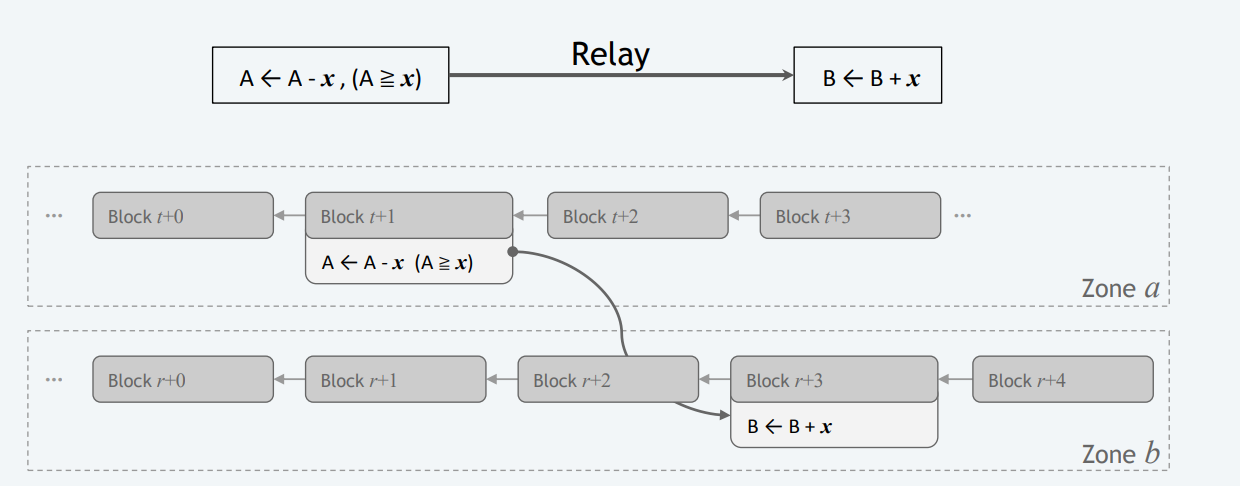 Relay
A ← A - x , (A ≧ x)
B ← B + x
... Block t+0 Block t+1 Block t+2 Block t+3 ...
A ← A - x (A ≧ x)
Zone a
... Block r+0 Block r+1 Block r+2 Block r+3 Block r+4
B ← B + x
Zone b